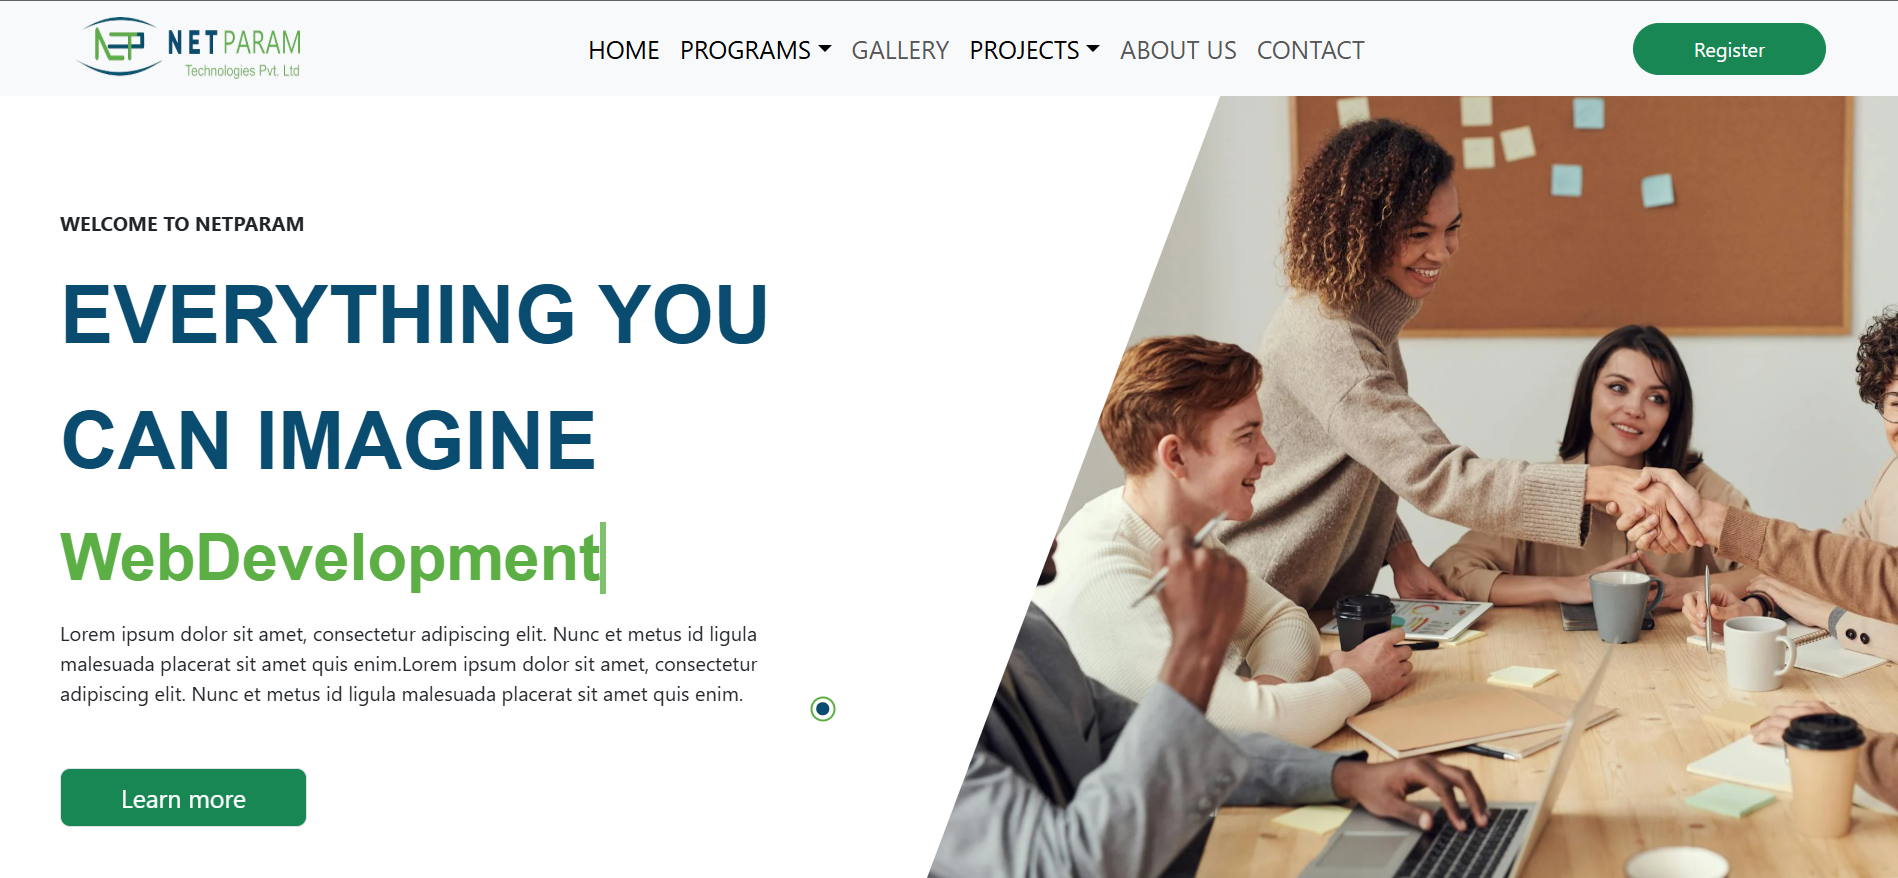 NETPARAM
Technologies Pvt. Ltd
HOME PROGRAMS GALLERY PROJECTS ABOUT US CONTACT
Register
WELCOME TO NETPARAM
EVERYTHING YOU
CAN IMAGINE
WebDevelopment
Lorem ipsum dolor sit amet, consectetur adipiscing elit. Nunc et metus id ligula
malesuada placerat sit amet quis enim.Lorem ipsum dolor sit amet, consectetur
adipiscing elit. Nunc et metus id ligula malesuada placerat sit amet quis enim.
Learn more